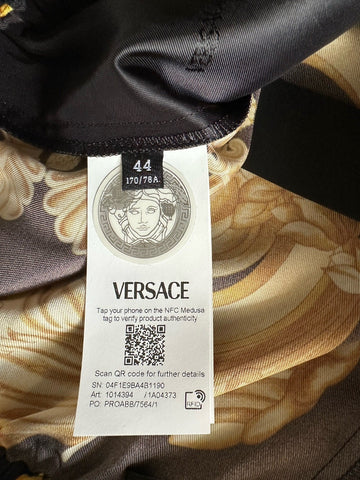 44
170/78A.
VERSACE
Tap your phone on the NFC Medusa
tag to verify product authenticity
Scan QR code for further details
SN: 04F1E9BA4B1190
Art: 1014394 /1A04373
PO: PROABB/7564/1
RFID